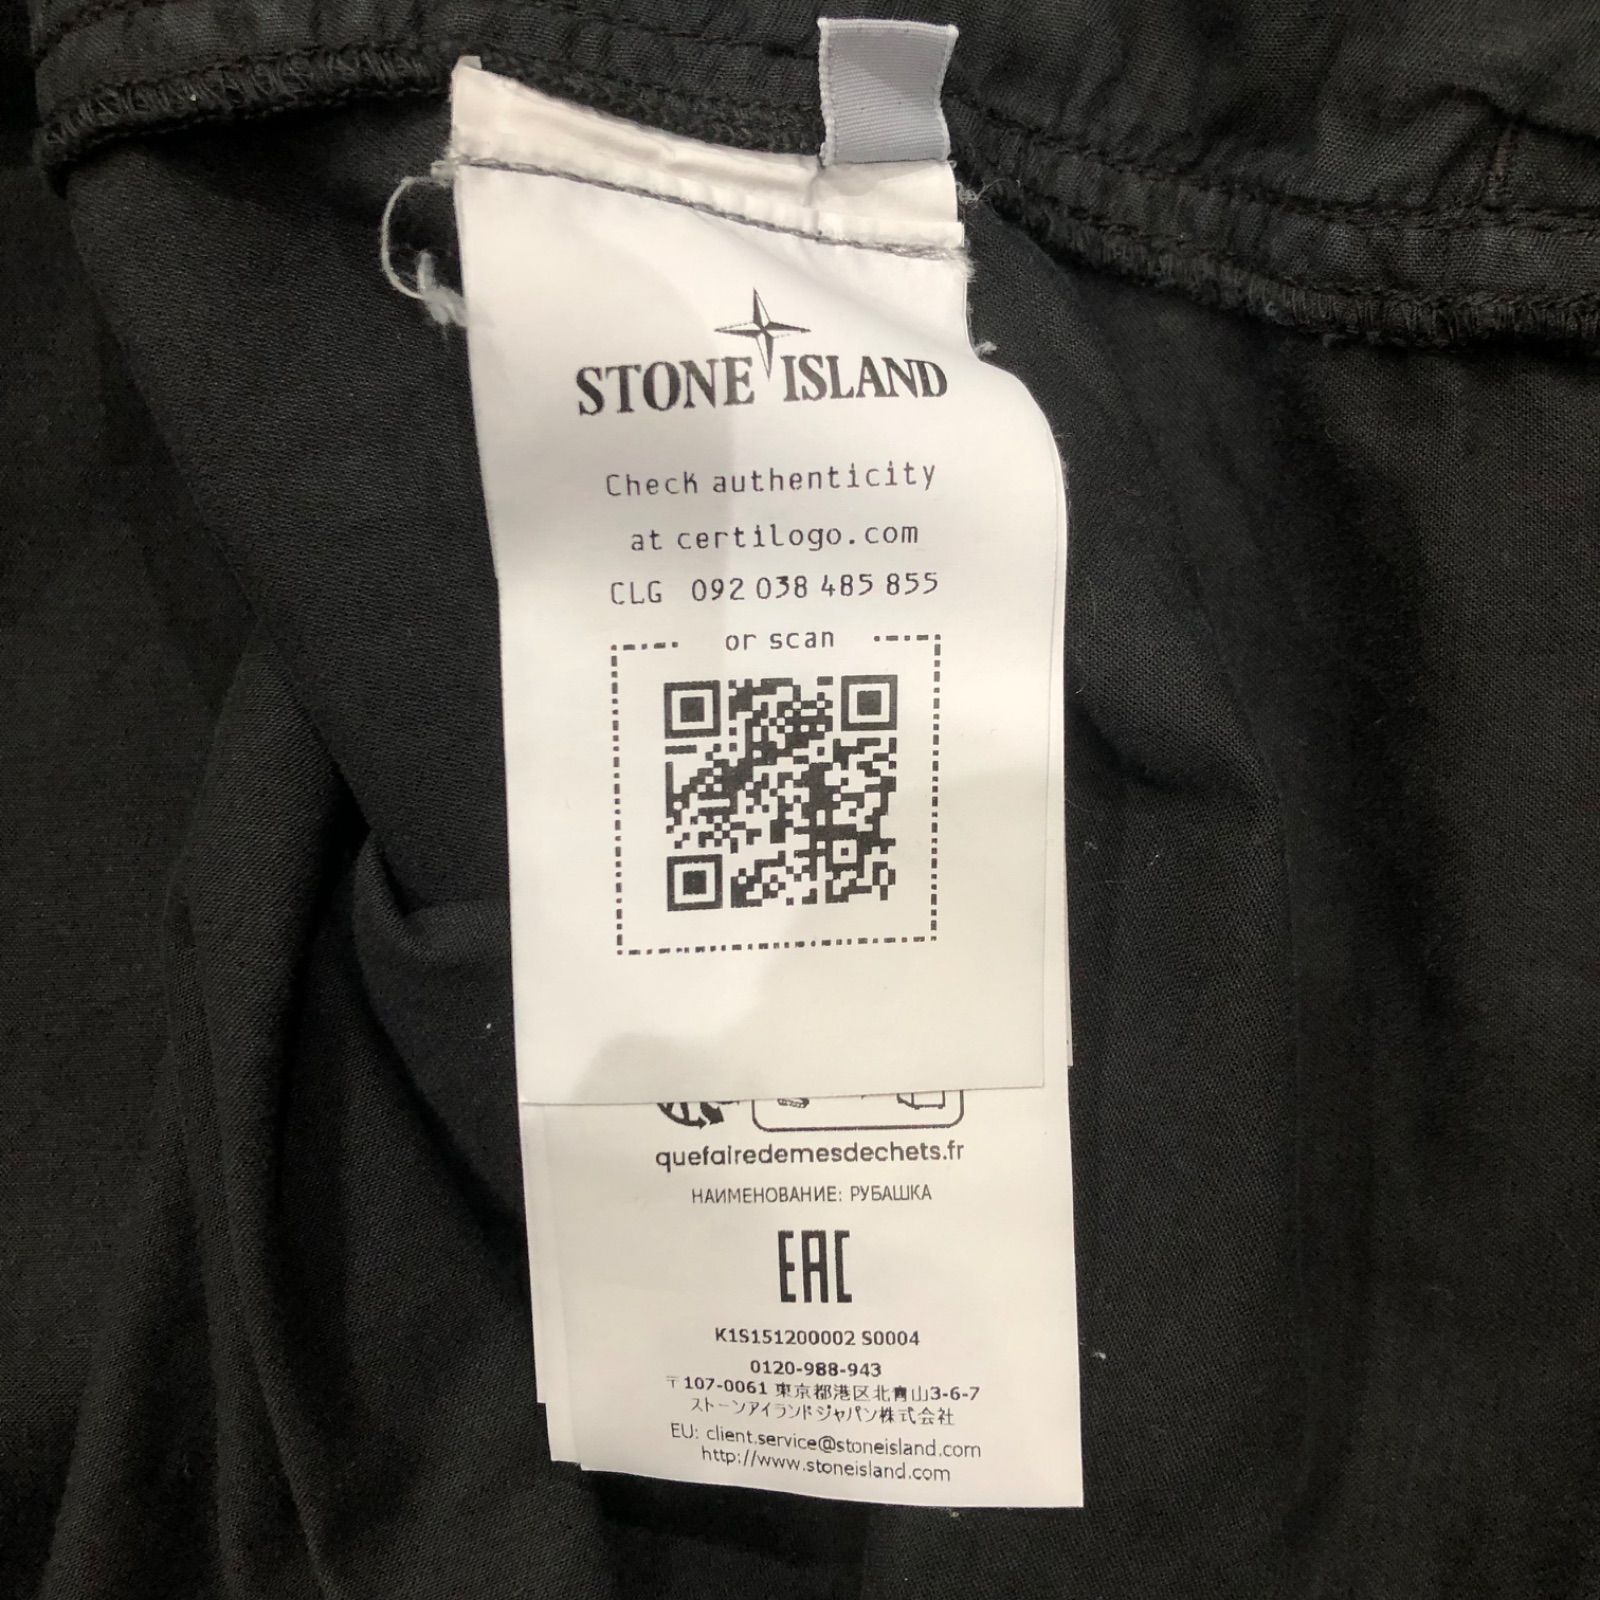 STONE ISLAND
Check authenticity
at certilogo.com
CLG 092 038 485 855
or scan
quefairedemesdechets.fr
НАИМЕНОВАНИЕ: РУБАШКА
EAC
K1S151200002 S0004
0120-988-943
〒107-0061 東京都港区北青山3-6-7
ストーンアイランドジャパン株式会社
EU: client.service@stoneisland.com
http://www.stoneisland.com